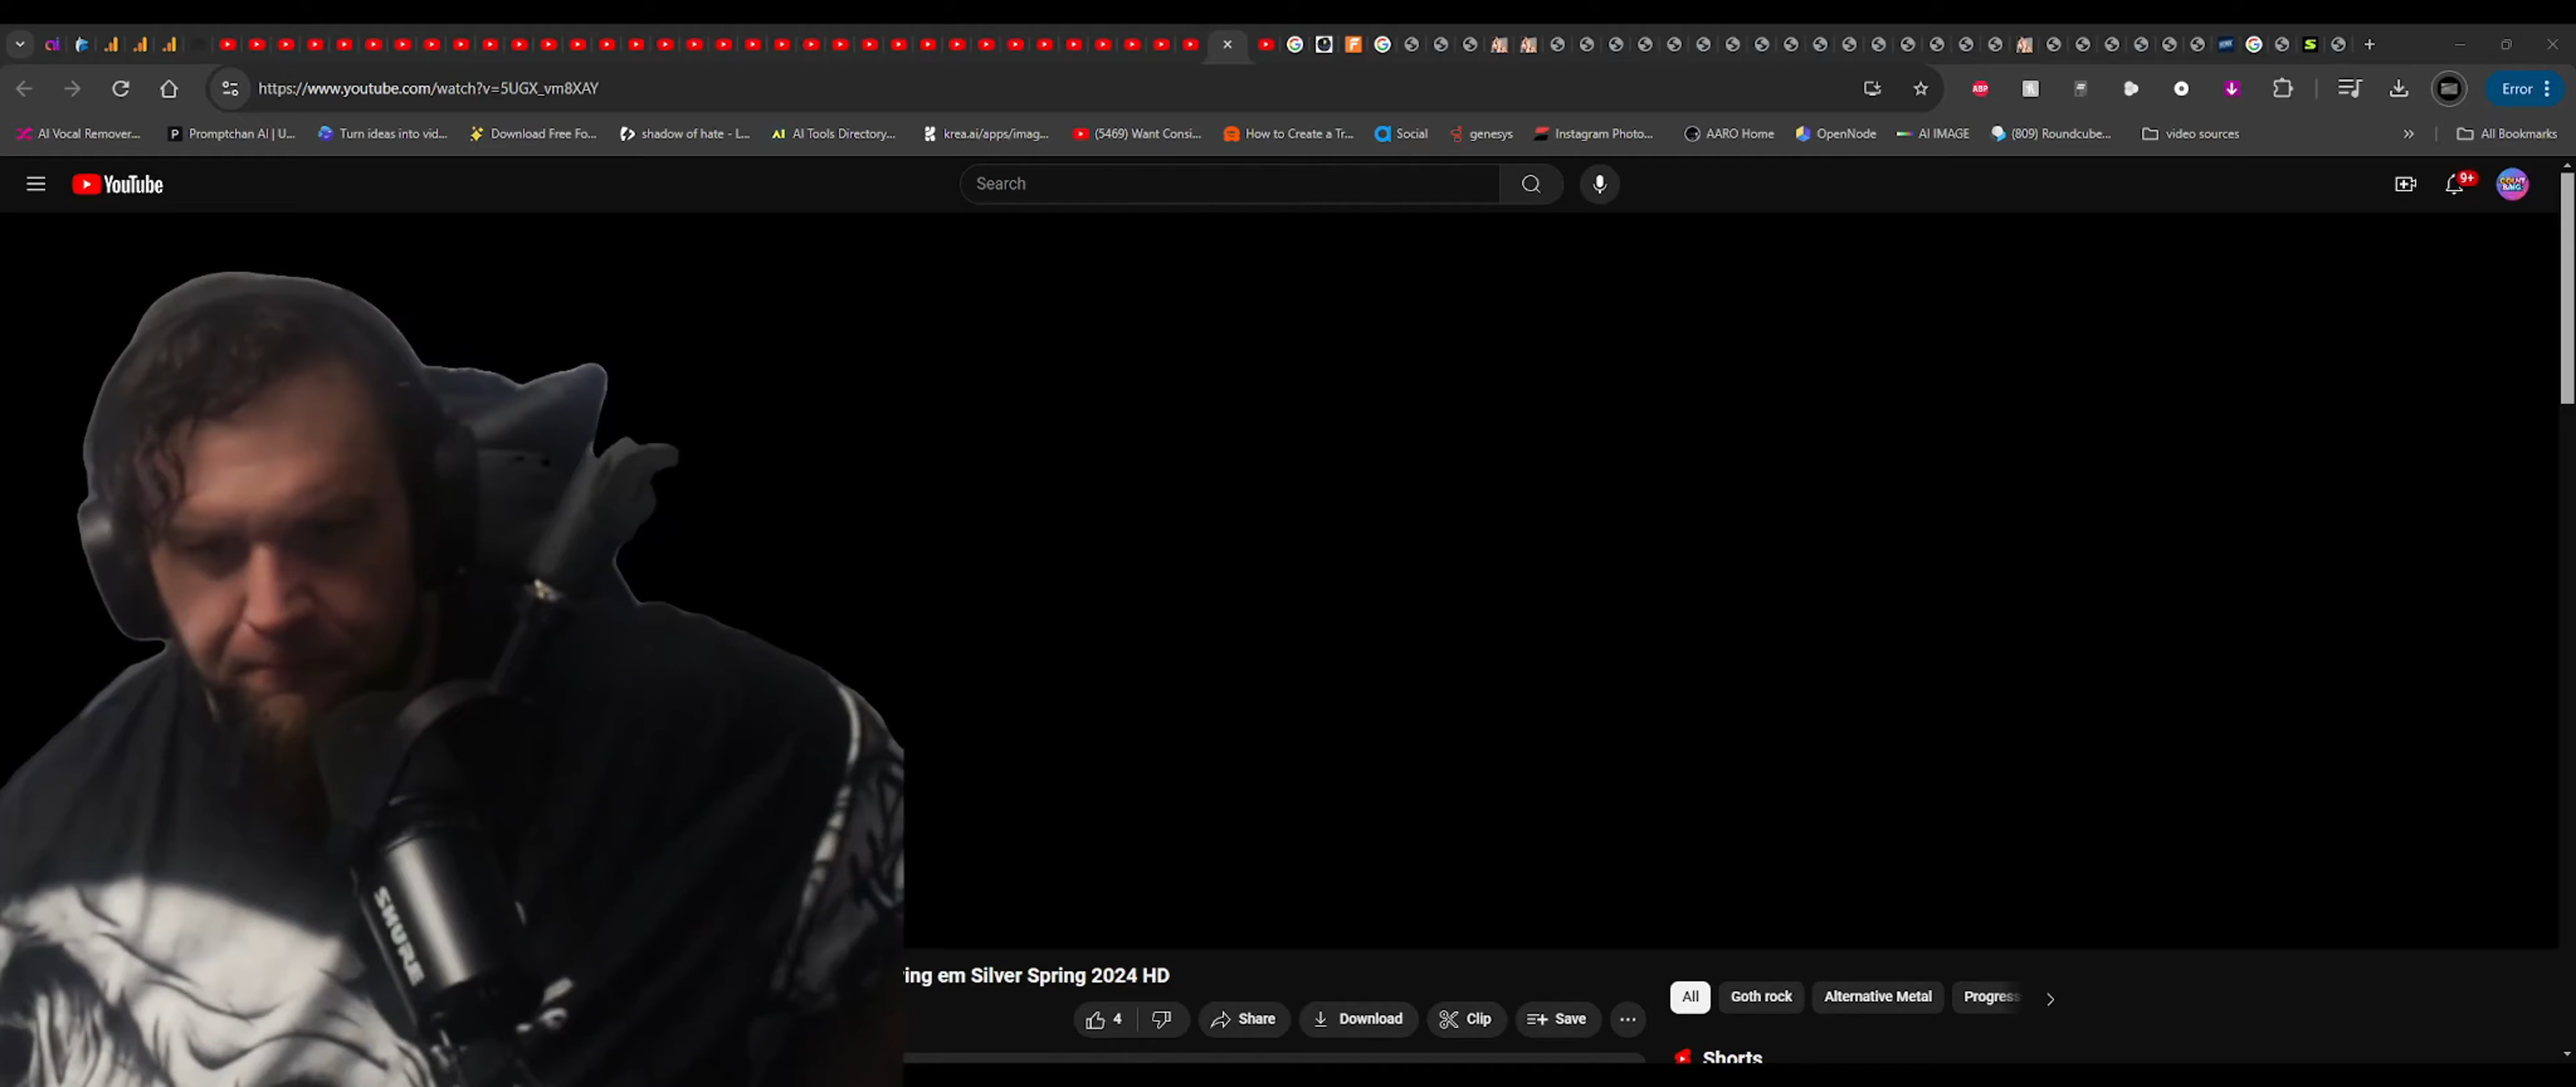 https://www.youtube.com/watch?v=5UGX_vm8XAY
ABP
Error
AI Vocal Remover...
Promptchan AI | U...
Turn ideas into vid...
Download Free Fo...
shadow of hate - L...
AI Tools Directory...
krea.ai/apps/imag...
(5469) Want Consi...
How to Create a Tr...
Social
genesys
Instagram Photo...
AARO Home
OpenNode
AI IMAGE
(809) Roundcube...
video sources
»
All Bookmarks
YouTube
Search
9+
SHURE
ring em Silver Spring 2024 HD
4
Share
Download
Clip
Save
All
Goth rock
Alternative Metal
Progress
Shorts